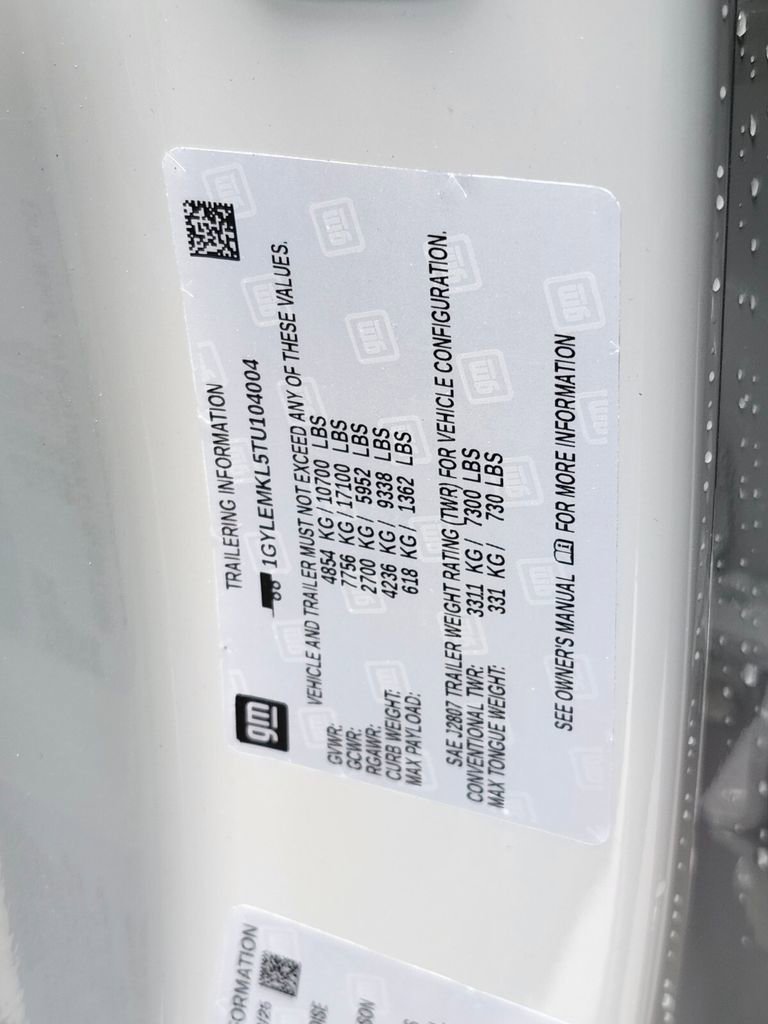 gm
TRAILERING INFORMATION
1GYLEMKL5TU104004
VEHICLE AND TRAILER MUST NOT EXCEED ANY OF THESE VALUES.
GVWR: 4854 KG / 10700 LBS
GCWR: 7756 KG / 17100 LBS
RGAWR: 2700 KG / 5952 LBS
CURB WEIGHT: 4236 KG / 9338 LBS
MAX PAYLOAD: 618 KG / 1362 LBS
SAE J2807 TRAILER WEIGHT RATING (TWR) FOR VEHICLE CONFIGURATION.
CONVENTIONAL TWR: 3311 KG / 7300 LBS
MAX TONGUE WEIGHT: 331 KG / 730 LBS
SEE OWNER'S MANUAL FOR MORE INFORMATION
ORMATION
/26